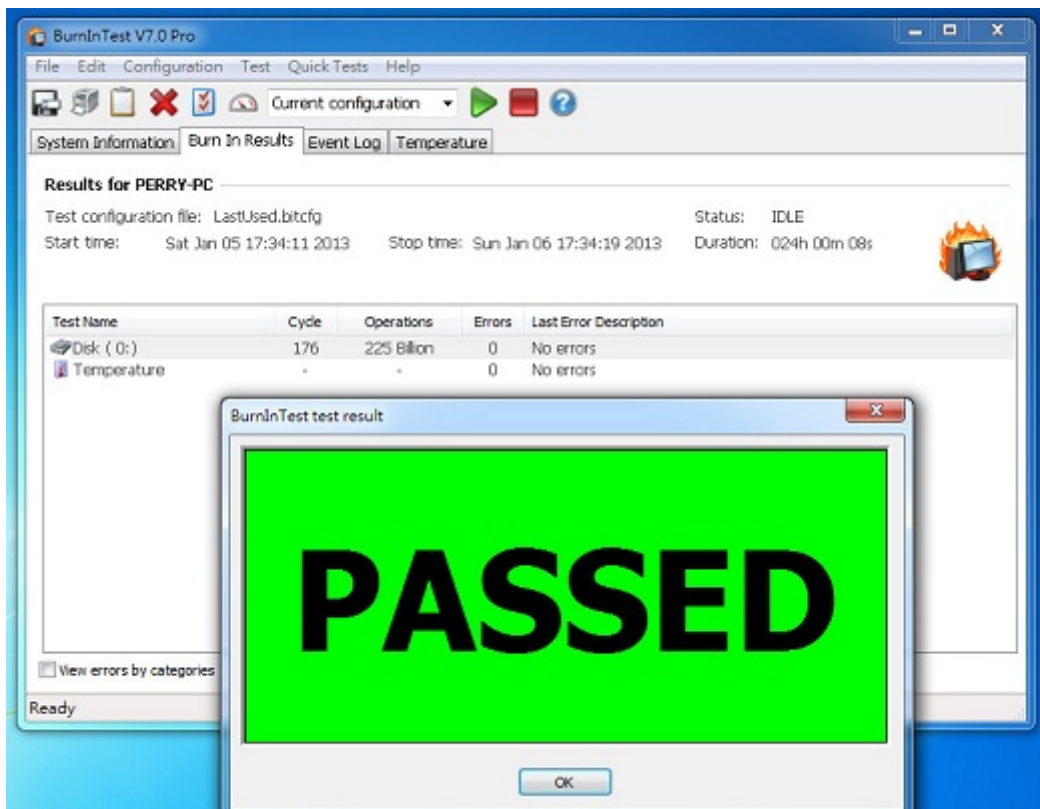 BurnInTest V7.0 Pro
File Edit Configuration Test Quick Tests Help
Current configuration
System Information Burn In Results Event Log Temperature
Results for PERRY-PC
Test configuration file: LastUsed.bitcfg Status: IDLE
Start time: Sat Jan 05 17:34:11 2013 Stop time: Sun Jan 06 17:34:19 2013 Duration: 024h 00m 08s
Test Name Cycle Operations Errors Last Error Description
Disk ( O:) 176 225 Billion 0 No errors
Temperature - - 0 No errors
BurnInTest test result
PASSED
View errors by categories
Ready
OK